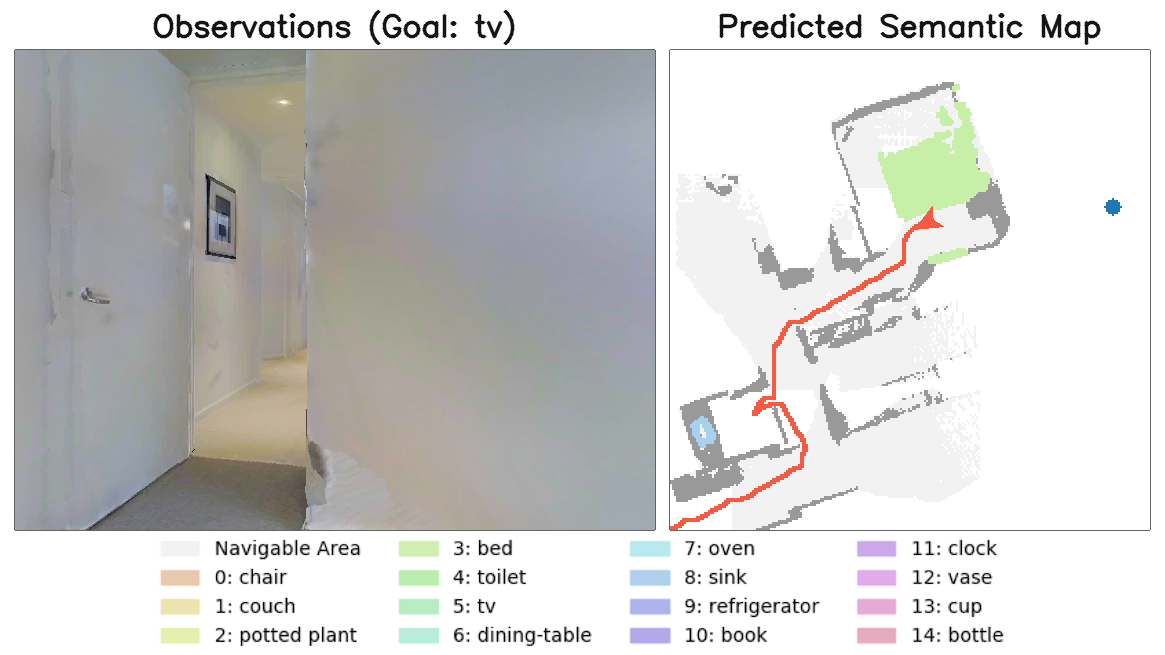 Observations (Goal: tv)
Predicted Semantic Map
Navigable Area
0: chair
1: couch
2: potted plant
3: bed
4: toilet
5: tv
6: dining-table
7: oven
8: sink
9: refrigerator
10: book
11: clock
12: vase
13: cup
14: bottle